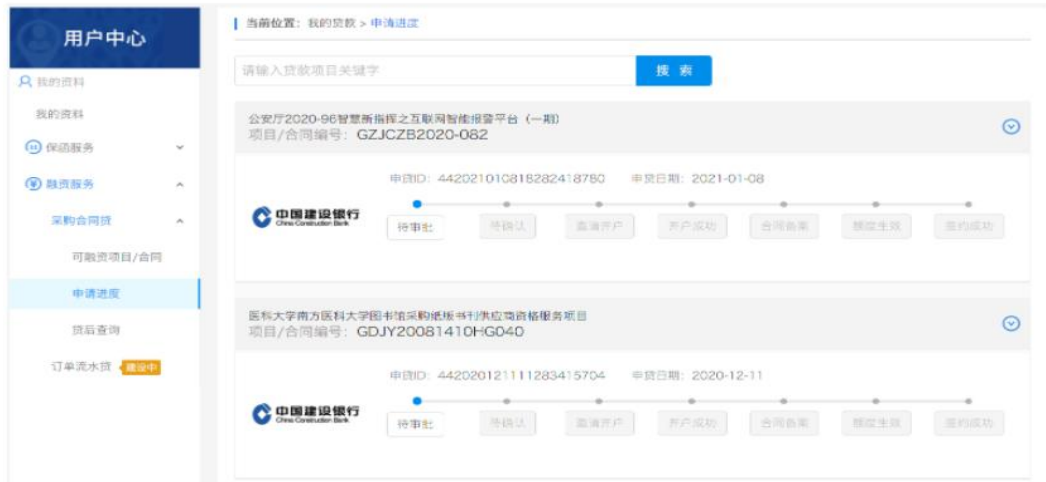 用户中心
当前位置：我的贷款 > 申请进度
请输入贷款项目关键字
搜 索
我的资料
我的资料
保函服务
融资服务
采购合同贷
可融资项目/合同
申请进度
贷后查询
订单流水贷 建设中
公安厅2020-96智慧新指挥之互联网智能报警平台（一期）
项目/合同编号：GZJCZB2020-082
申贷ID：442021010818282418780 申贷日期：2021-01-08
中国建设银行
China Construction Bank
待审批 待确认 邀请开户 开户成功 合同备案 额度生效 签约成功
医科大学南方医科大学图书馆采购纸版书刊供应商资格服务项目
项目/合同编号：GDJY20081410HG040
申贷ID：4420201211112834 15704 申贷日期：2020-12-11
中国建设银行
China Construction Bank
待审批 待确认 邀请开户 开户成功 合同备案 额度生效 签约成功